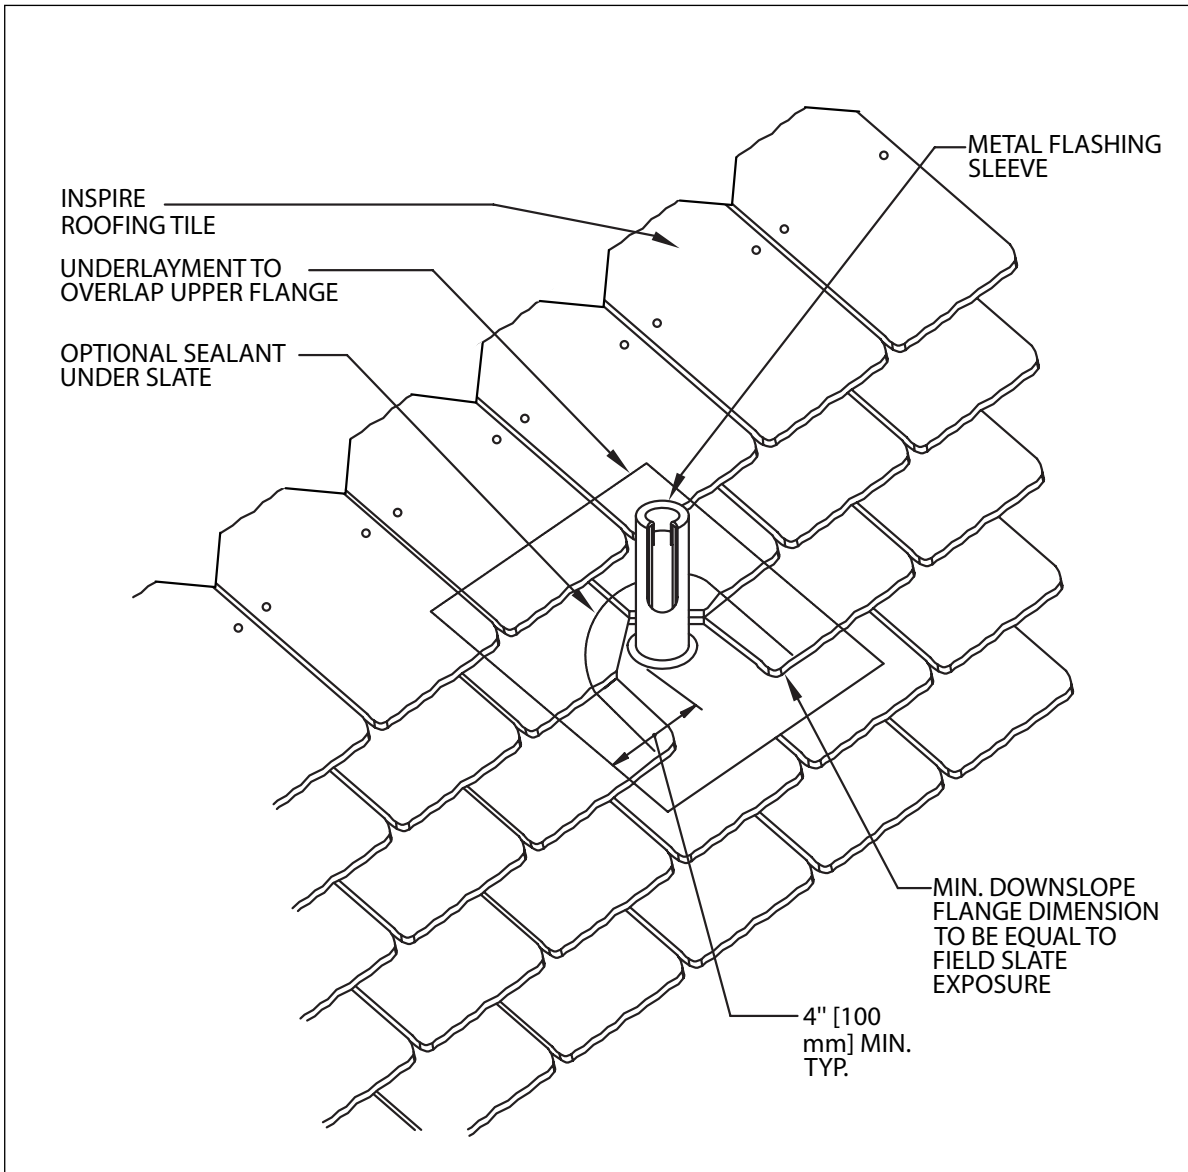 METAL FLASHING
SLEEVE
INSPIRE
ROOFING TILE
UNDERLAYMENT TO
OVERLAP UPPER FLANGE
OPTIONAL SEALANT
UNDER SLATE
MIN. DOWNSLOPE
FLANGE DIMENSION
TO BE EQUAL TO
FIELD SLATE
EXPOSURE
4" [100
mm] MIN.
TYP.